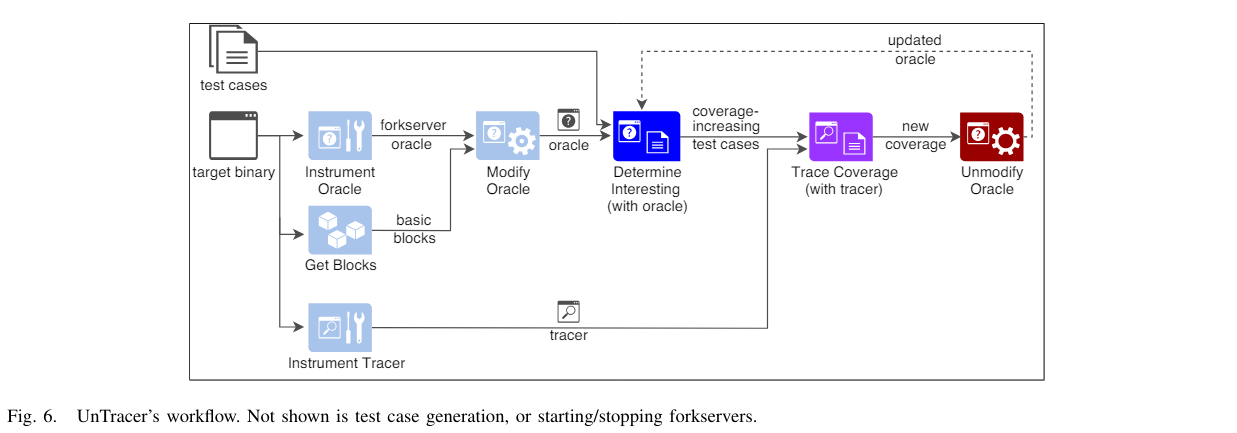 test cases
target binary
Instrument
Oracle
forkserver
oracle
Get Blocks
basic
blocks
Instrument Tracer
tracer
Modify
Oracle
oracle
Determine
Interesting
(with oracle)
coverage-
increasing
test cases
Trace Coverage
(with tracer)
new
coverage
Unmodify
Oracle
updated
oracle
Fig. 6. UnTracer's workflow. Not shown is test case generation, or starting/stopping forkservers.